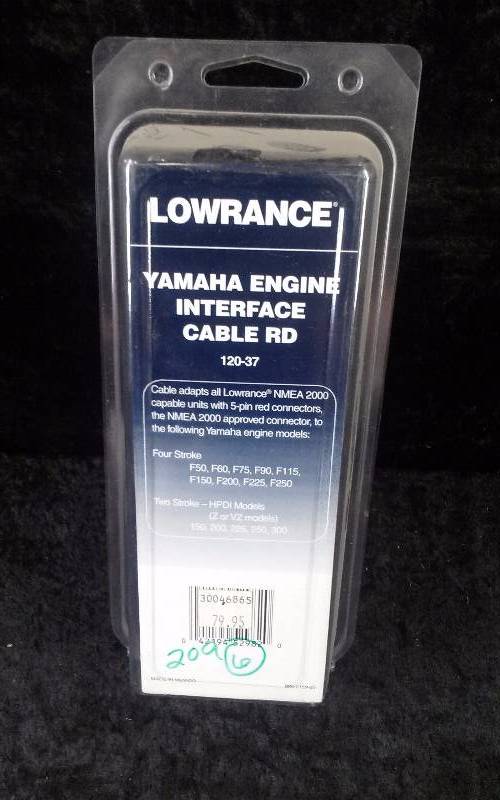 LOWRANCE®
YAMAHA ENGINE
INTERFACE
CABLE RD
120-37
Cable adapts all Lowrance® NMEA 2000
capable units with 5-pin red connectors,
the NMEA 2000 approved connector, to
the following Yamaha engine models:
Four Stroke
F50, F60, F75, F90, F115,
F150, F200, F225, F250
Two Stroke – HPDI Models
(Z or VZ models)
150, 200, 225, 250, 300
30046865
79.95
209 6